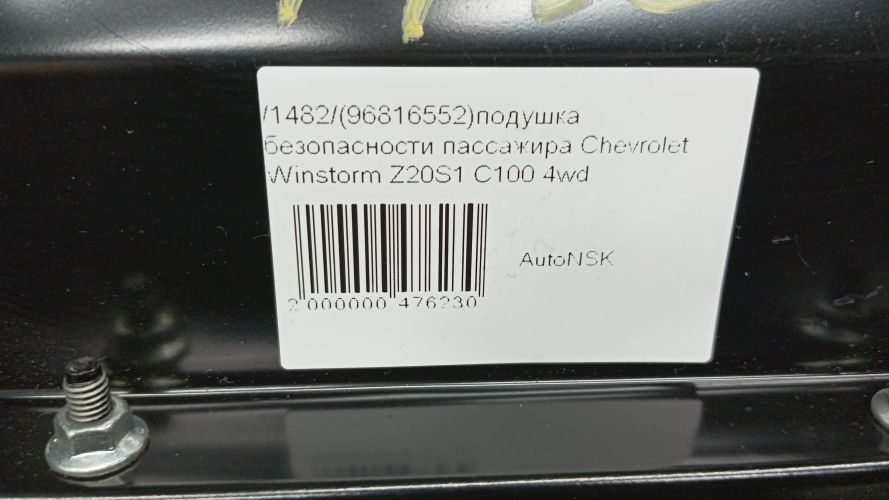 /1482/(96816552)подушка
безопасности пассажира Chevrolet
Winstorm Z20S1 C100 4wd
AutoNSK
2 000000 476230